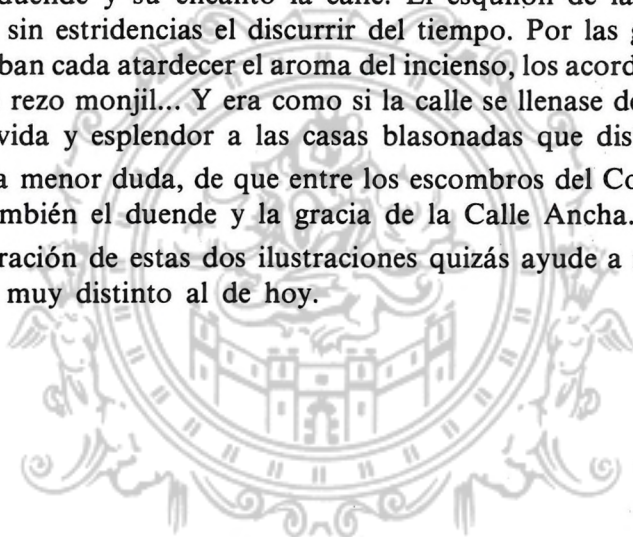 duende y su encanto la calle. El esquilón de la
sin estridencias el discurrir del tiempo. Por las
ban cada atardecer el aroma del incienso, los acord
rezo monjil... Y era como si la calle se llenase de
vida y esplendor a las casas blasonadas que dis
a menor duda, de que entre los escombros del Co
mbién el duende y la gracia de la Calle Ancha.
ración de estas dos ilustraciones quizás ayude a
muy distinto al de hoy.